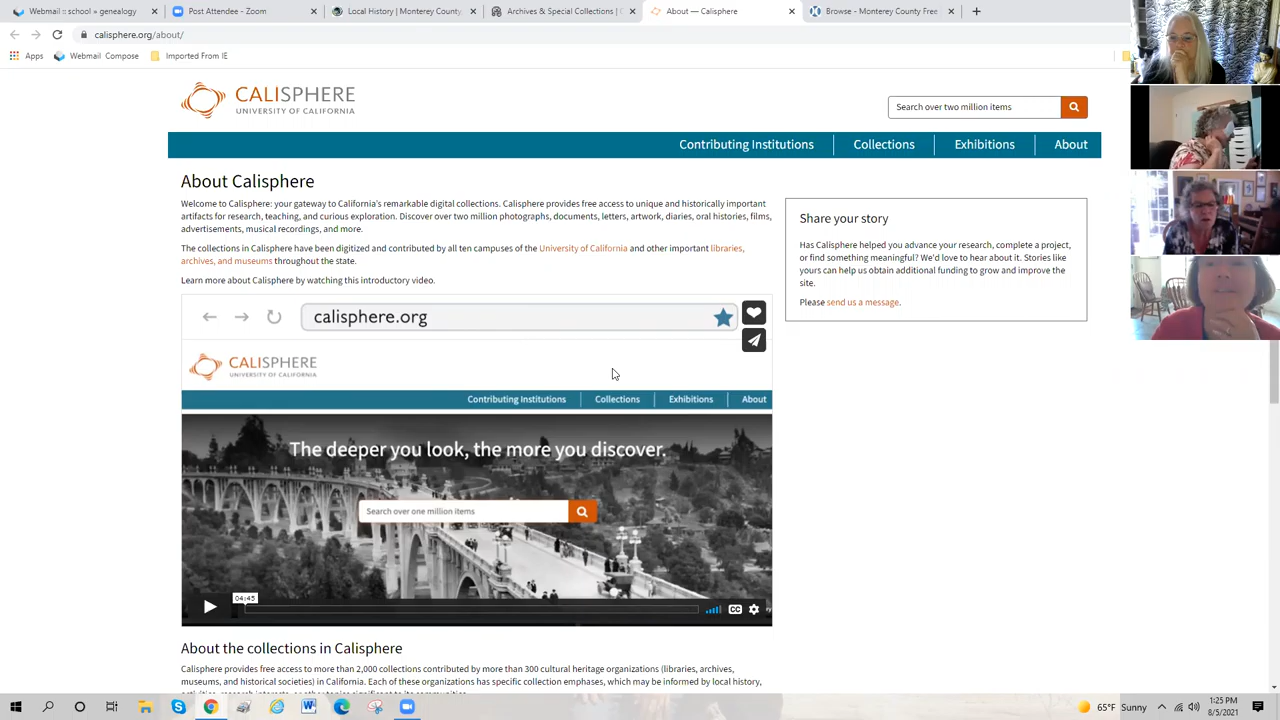 Webmail :: school » genealogy
Post Attendee - Zoom
Local History | Monterey County
Archives & Special Collections |
About — Calisphere
Browse - Monterey County Free
calisphere.org/about/
Apps
Webmail
Compose
Imported From IE
CALISPHERE
UNIVERSITY OF CALIFORNIA
Search over two million items
Contributing Institutions
Collections
Exhibitions
About
About Calisphere
Welcome to Calisphere: your gateway to California's remarkable digital collections. Calisphere provides free access to unique and historically important
artifacts for research, teaching, and curious exploration. Discover over two million photographs, documents, letters, artwork, diaries, oral histories, films,
advertisements, musical recordings, and more.
The collections in Calisphere have been digitized and contributed by all ten campuses of the University of California and other important libraries,
archives, and museums throughout the state.
Learn more about Calisphere by watching this introductory video.
Share your story
Has Calisphere helped you advance your research, complete a project,
or find something meaningful? We'd love to hear about it. Stories like
yours can help us obtain additional funding to grow and improve the
site.
Please send us a message.
calisphere.org
CALISPHERE
UNIVERSITY OF CALIFORNIA
Contributing Institutions
Collections
Exhibitions
About
The deeper you look, the more you discover.
Search over one million items
04:45
CC
About the collections in Calisphere
Calisphere provides free access to more than 2,000 collections contributed by more than 300 cultural heritage organizations (libraries, archives,
museums, and historical societies) in California. Each of these organizations has specific collection emphases, which may be informed by local history,
65°F Sunny
1:25 PM
8/5/2021